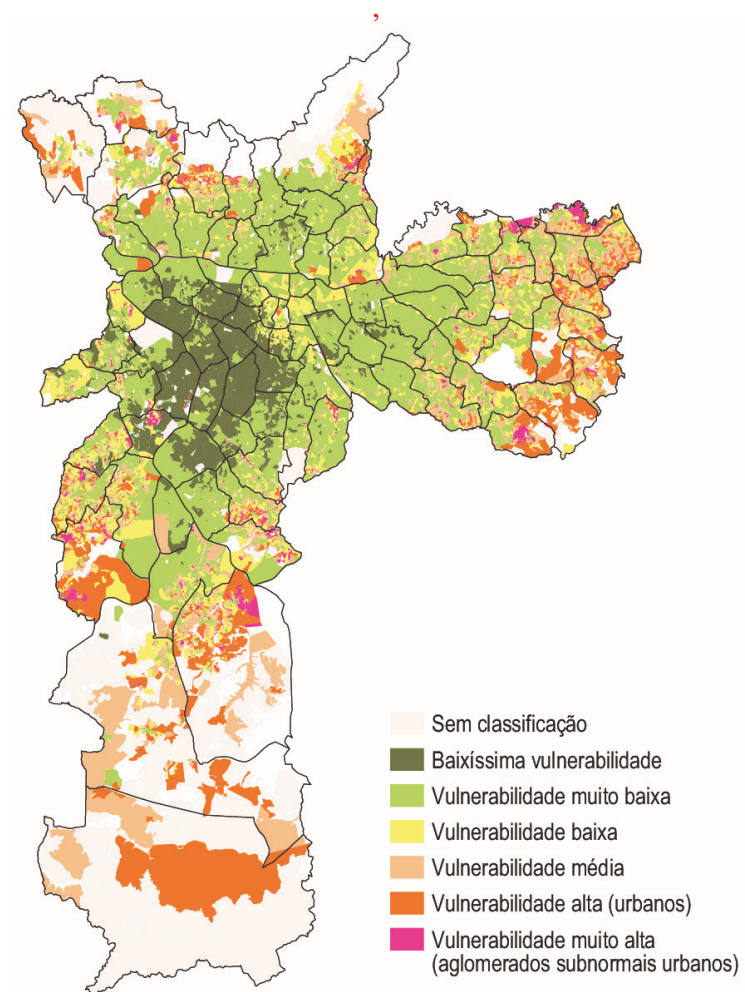 ,
Sem classificação
Baixíssima vulnerabilidade
Vulnerabilidade muito baixa
Vulnerabilidade baixa
Vulnerabilidade média
Vulnerabilidade alta (urbanos)
Vulnerabilidade muito alta
(aglomerados subnormais urbanos)